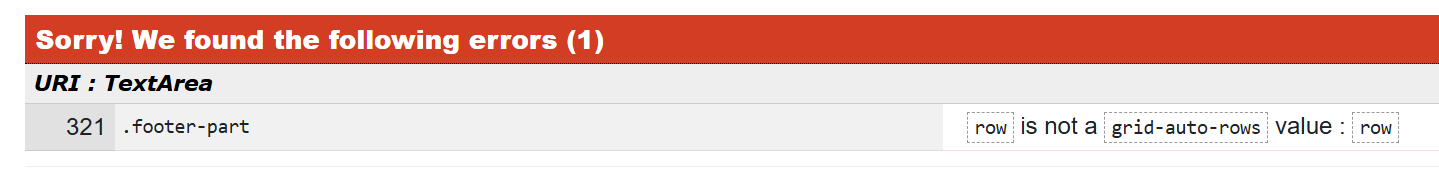 Sorry! We found the following errors (1)
URI : TextArea
321 .footer-part row is not a grid-auto-rows value : row